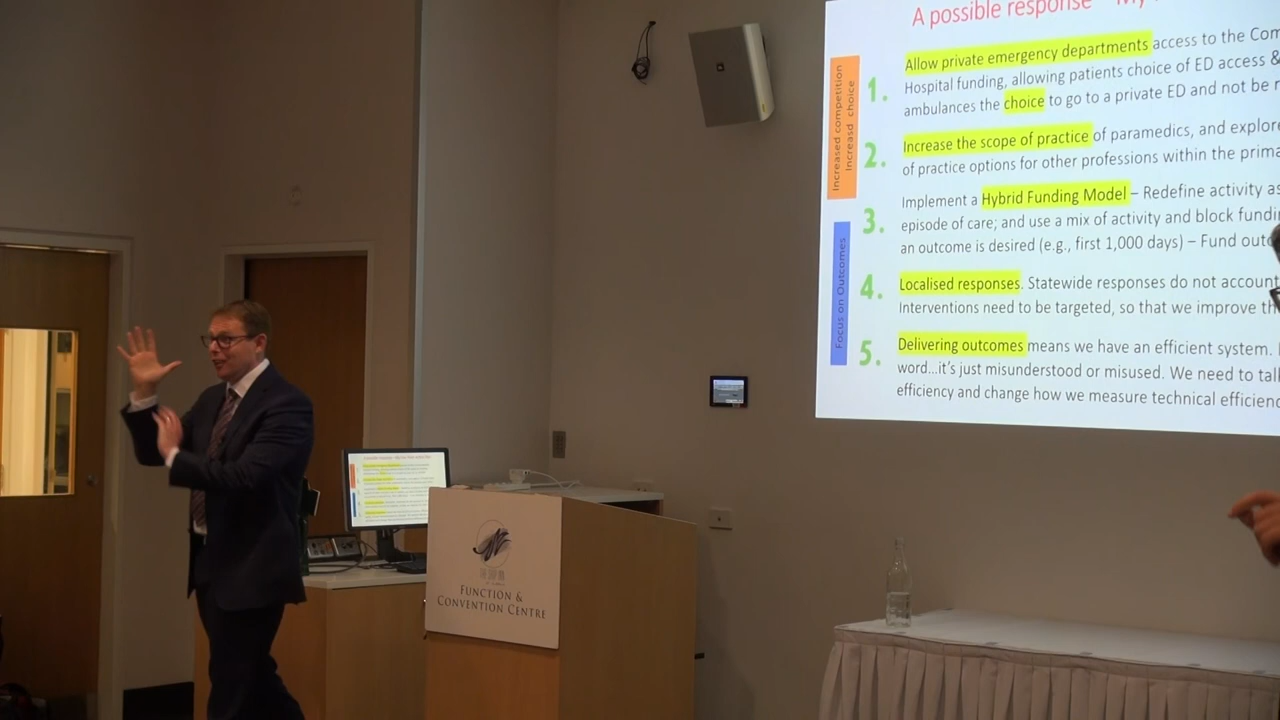 A possible response
Increased competition
Increasd choice
1.
Allow private emergency departments access to the Com
Hospital funding, allowing patients choice of ED access &
ambulances the choice to go to a private ED and not be
2.
Increase the scope of practice of paramedics, and explore
of practice options for other professions within the prima
3.
Implement a Hybrid Funding Model – Redefine activity as
episode of care; and use a mix of activity and block fundi
an outcome is desired (e.g., first 1,000 days) – Fund outc
Focus on Outcomes
4.
Localised responses. Statewide responses do not account
Interventions need to be targeted, so that we improve th
5.
Delivering outcomes means we have an efficient system.
word...it's just misunderstood or misused. We need to tal
efficiency and change how we measure technical efficienc
FUNCTION &
CONVENTION CENTRE